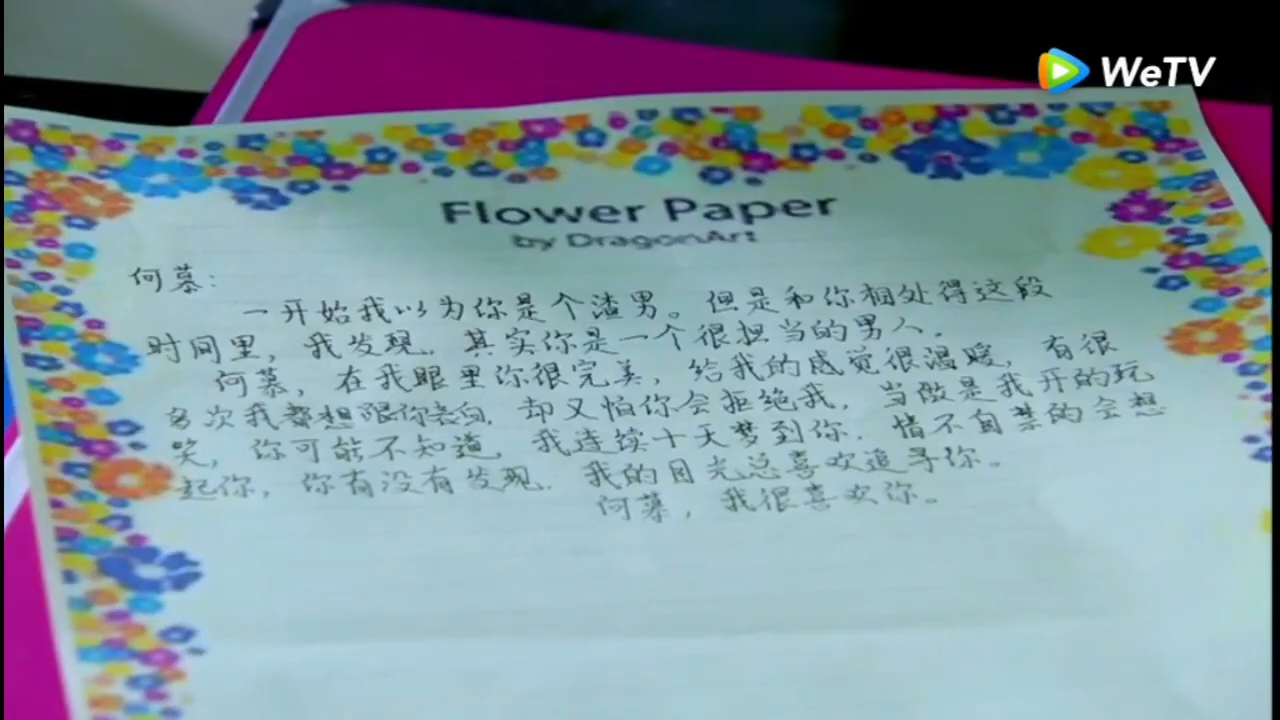 WeTV
Flower Paper
by DragonArt
何慕：
一开始我以为你是个渣男。但是和你相处得这段
时间里，我发现，其实你是一个很担当的男人。
何慕，在我眼里你很完美，给我的感觉很温暖，有很
多次我都想跟你表白，却又怕你会拒绝我，当做是我开的玩
笑，你可能不知道，我连续十天梦到你，情不自禁的会想
起你，你有没有发现，我的目光总喜欢追寻你。
何慕，我很喜欢你。